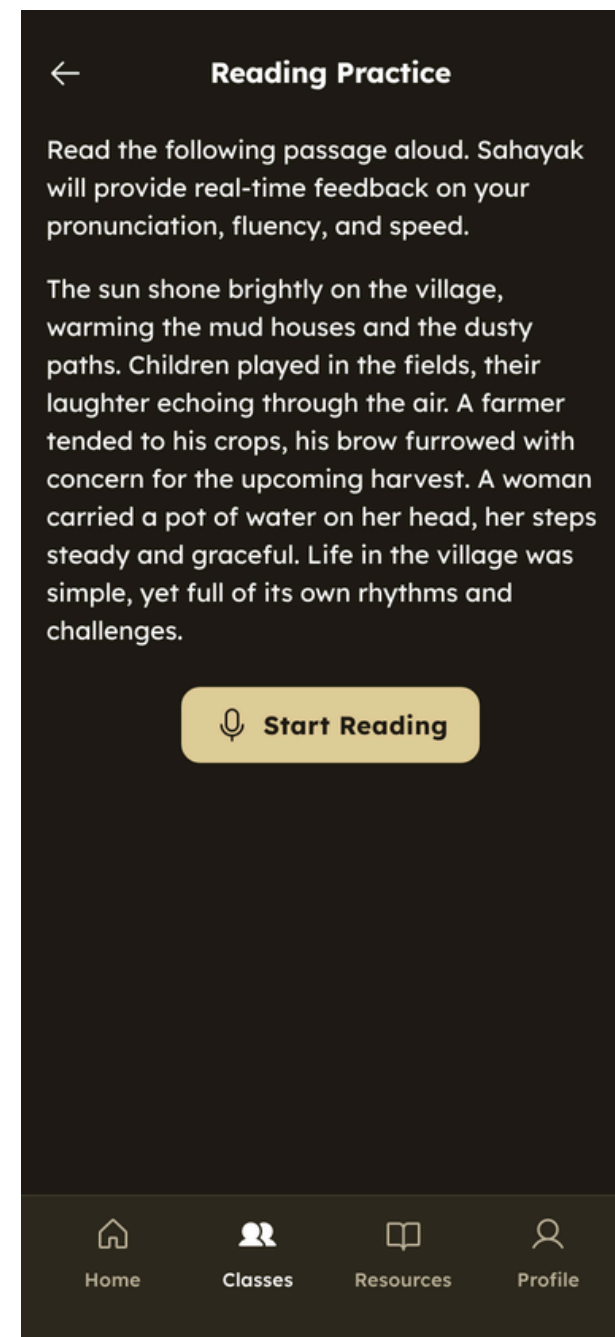 Reading Practice
Read the following passage aloud. Sahayak
will provide real-time feedback on your
pronunciation, fluency, and speed.
The sun shone brightly on the village,
warming the mud houses and the dusty
paths. Children played in the fields, their
laughter echoing through the air. A farmer
tended to his crops, his brow furrowed with
concern for the upcoming harvest. A woman
carried a pot of water on her head, her steps
steady and graceful. Life in the village was
simple, yet full of its own rhythms and
challenges.
Start Reading
Home Classes Resources Profile